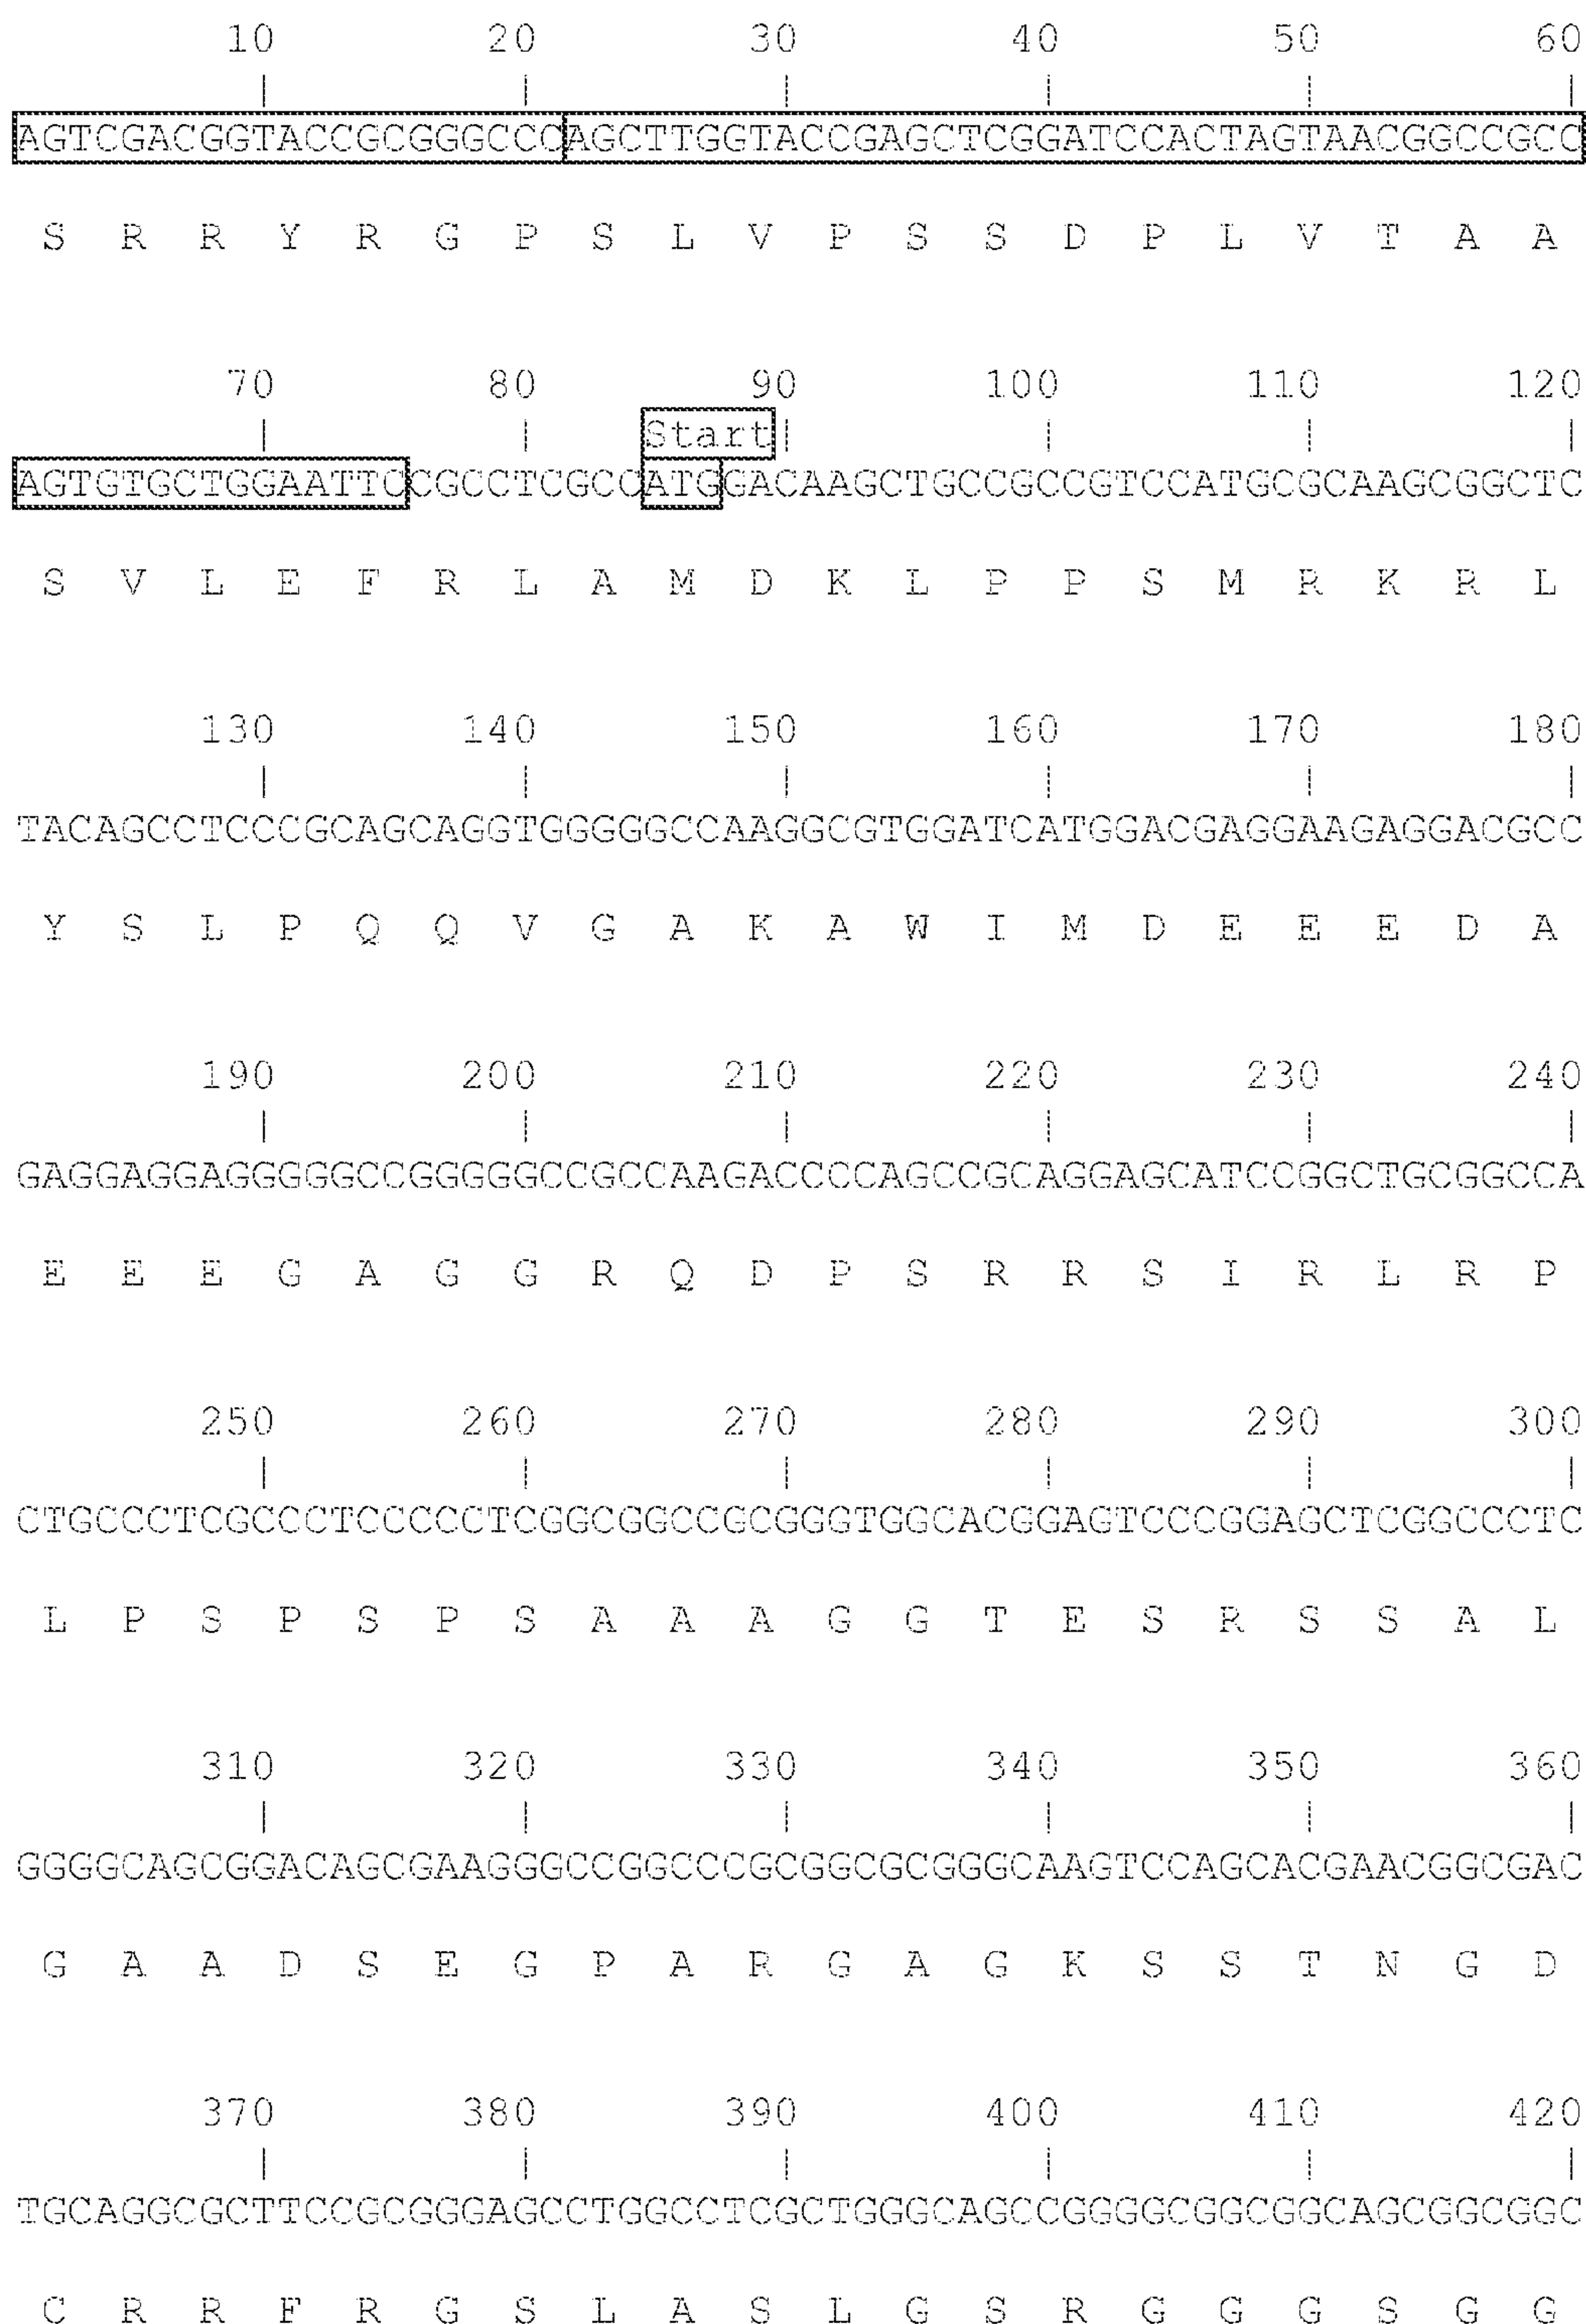 10 20 30 40 50 60
AGTCGACGGTACCGCGGGCCCAGCTTGGTACCGAGCTCGGATCCACTAGTAACGGCCGCC
S R R Y R G P S L V P S S D P L V T A A
70 80 90 100 110 120
Start
AGTGTGCTGGAATTCCGCCTCGCCATGGACAAGCTGCCGCCGTCCATGCGCAAGCGGCTC
S V L E F R L A M D K L P P S M R K R L
130 140 150 160 170 180
TACAGCCTCCCGCAGCAGGTGGGGGCCAAGGCGTGGATCATGGACGAGGAAGAGGACGCC
Y S L P Q Q V G A K A W I M D E E E D A
190 200 210 220 230 240
GAGGAGGAGGGGGCCGGGGGCCGCCAAGACCCCAGCCGCAGGAGCATCCGGCTGCGGCCA
E E E G A G G R Q D P S R R S I R L R P
250 260 270 280 290 300
CTGCCCTCGCCCTCCCCCTCGGCGGCCGCGGGTGGCACGGAGTCCCGGAGCTCGGCCCTC
L P S P S P S A A A G G T E S R S S A L
310 320 330 340 350 360
GGGGCAGCGGACAGCGAAGGGCCGGCCCGCGGCGCGGGCAAGTCCAGCACGAACGGCGAC
G A A D S E G P A R G A G K S S T N G D
370 380 390 400 410 420
TGCAGGCGCTTCCGCGGGAGCCTGGCCTCGCTGGGCAGCCGGGGCGGCGGCAGCGGCGGC
C R R F R G S L A S L G S R G G G S G G